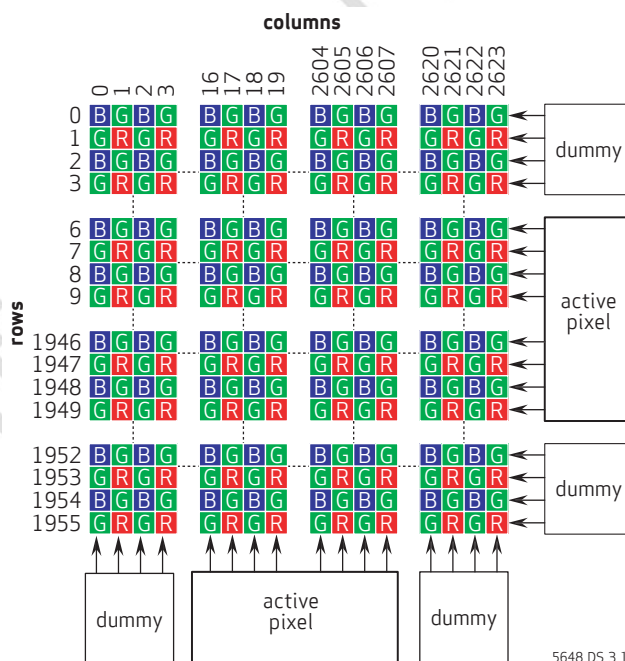 columns
0 1 2 3 16 17 18 19 2604 2605 2606 2607 2620 2621 2622 2623
0 B G B G B G B G B G B G B G B G
1 G R G R G R G R G R G R G R G R
2 B G B G B G B G B G B G B G B G
3 G R G R G R G R G R G R G R G R
dummy
6 B G B G B G B G B G B G B G B G
7 G R G R G R G R G R G R G R G R
8 B G B G B G B G B G B G B G B G
9 G R G R G R G R G R G R G R G R
active
pixel
rows
1946 B G B G B G B G B G B G B G B G
1947 G R G R G R G R G R G R G R G R
1948 B G B G B G B G B G B G B G B G
1949 G R G R G R G R G R G R G R G R
1952 B G B G B G B G B G B G B G B G
1953 G R G R G R G R G R G R G R G R
1954 B G B G B G B G B G B G B G B G
1955 G R G R G R G R G R G R G R G R
dummy
dummy
active
pixel
dummy
5648 DS 3 1